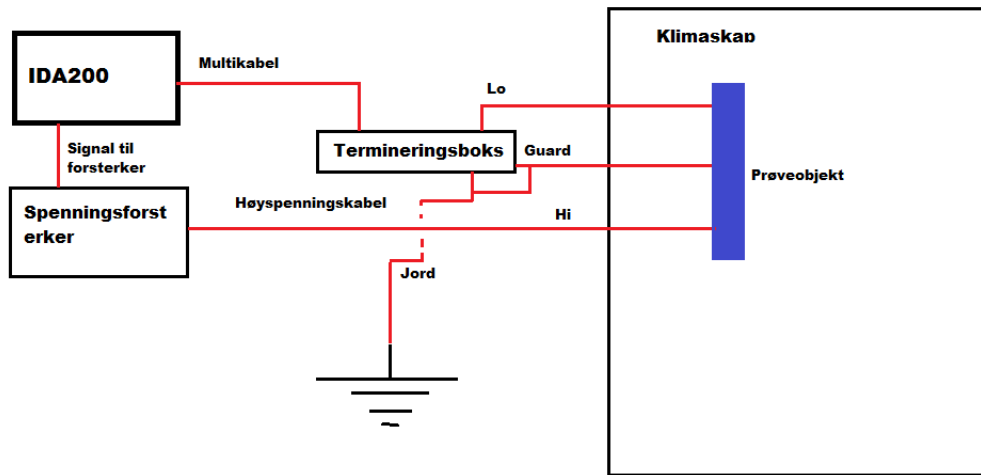 Klimaskap
IDA200
Multikabel
Lo
Signal til
forsterker
Termineringsboks
Guard
Prøveobjekt
Høyspenningskabel
Spenningsforst
erker
Hi
Jord